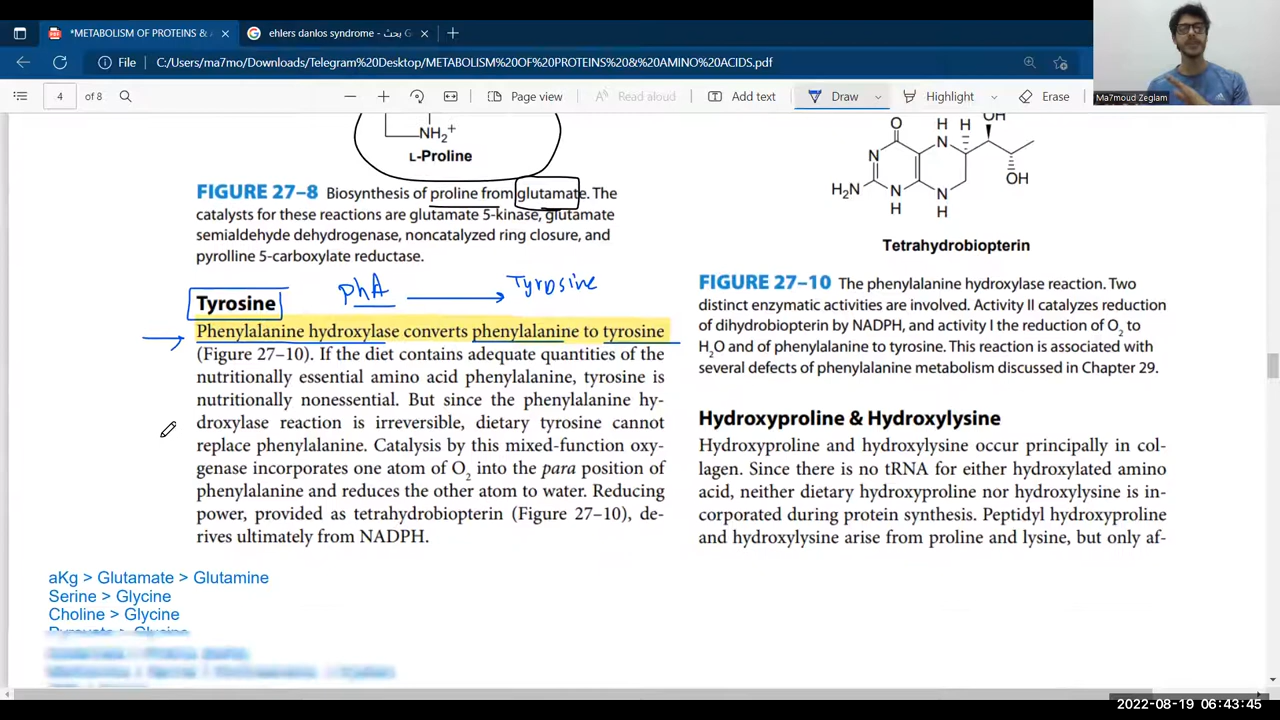 *METABOLISM OF PROTEINS & A
ehlers danlos syndrome - بحث G
File
C:/Users/ma7mo/Downloads/Telegram%20Desktop/METABOLISM%20OF%20PROTEINS%20&%20AMINO%20ACIDS.pdf
4 of 8
Page view
Read aloud
Add text
Draw
Highlight
Erase
Ma7moud Zeglam
NH2+
L-Proline
FIGURE 27–8 Biosynthesis of proline from glutamate. The
catalysts for these reactions are glutamate 5-kinase, glutamate
semialdehyde dehydrogenase, noncatalyzed ring closure, and
pyrolline 5-carboxylate reductase.
phA → Tyrosine
Tyrosine
Phenylalanine hydroxylase converts phenylalanine to tyrosine
(Figure 27–10). If the diet contains adequate quantities of the
nutritionally essential amino acid phenylalanine, tyrosine is
nutritionally nonessential. But since the phenylalanine hy-
droxylase reaction is irreversible, dietary tyrosine cannot
replace phenylalanine. Catalysis by this mixed-function oxy-
genase incorporates one atom of O2 into the para position of
phenylalanine and reduces the other atom to water. Reducing
power, provided as tetrahydrobiopterin (Figure 27–10), de-
rives ultimately from NADPH.
aKg > Glutamate > Glutamine
Serine > Glycine
Choline > Glycine
O H H OH
N N
OH
H2N N N
H H
Tetrahydrobiopterin
FIGURE 27–10 The phenylalanine hydroxylase reaction. Two
distinct enzymatic activities are involved. Activity II catalyzes reduction
of dihydrobiopterin by NADPH, and activity I the reduction of O2 to
H2O and of phenylalanine to tyrosine. This reaction is associated with
several defects of phenylalanine metabolism discussed in Chapter 29.
Hydroxyproline & Hydroxylysine
Hydroxyproline and hydroxylysine occur principally in col-
lagen. Since there is no tRNA for either hydroxylated amino
acid, neither dietary hydroxyproline nor hydroxylysine is in-
corporated during protein synthesis. Peptidyl hydroxyproline
and hydroxylysine arise from proline and lysine, but only af-
2022-08-19 06:43:45